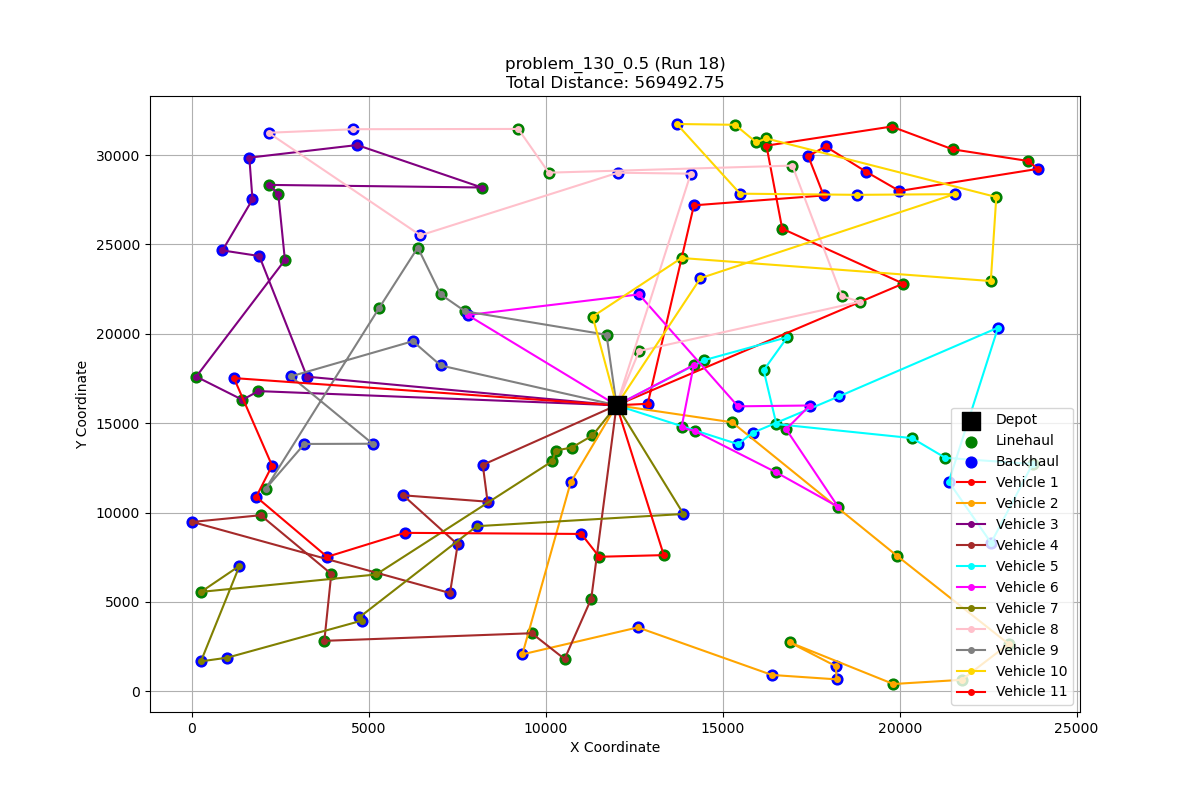 problem_130_0.5 (Run 18)
Total Distance: 569492.75
Y Coordinate
30000
25000
20000
15000
10000
5000
0
0
5000
10000
15000
20000
25000
X Coordinate
Depot
Linehaul
Backhaul
Vehicle 1
Vehicle 2
Vehicle 3
Vehicle 4
Vehicle 5
Vehicle 6
Vehicle 7
Vehicle 8
Vehicle 9
Vehicle 10
Vehicle 11